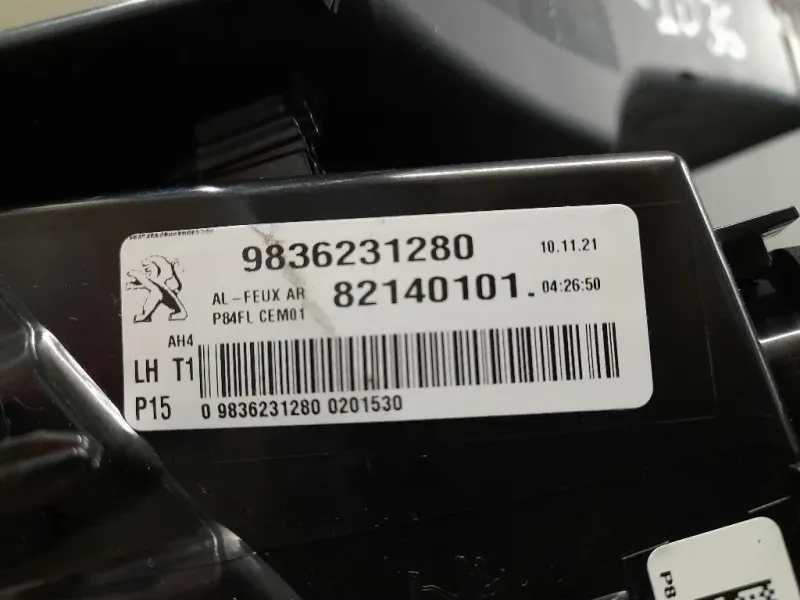 9836231280 10.11.21
AL-FEUX AR 82140101. 04:26:50
P84FL CEM01
AH4
LH T1
P15 0 9836231280 0201530
P8